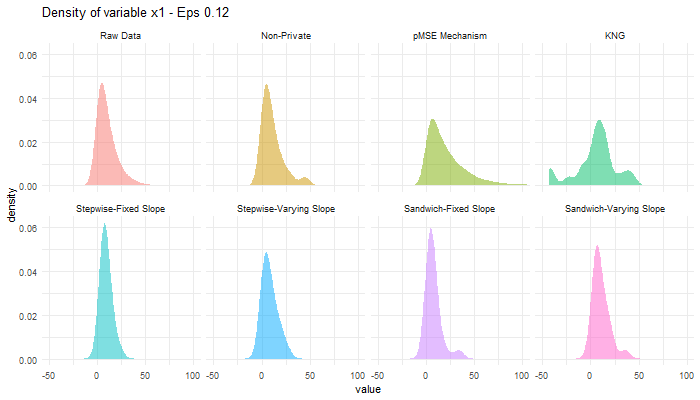 Density of variable x1 - Eps 0.12
Raw Data Non-Private pMSE Mechanism KNG
0.06
0.04
0.02
0.00
density
Stepwise-Fixed Slope Stepwise-Varying Slope Sandwich-Fixed Slope Sandwich-Varying Slope
0.06
0.04
0.02
0.00
-50 0 50 100 -50 0 50 100 -50 0 50 100 -50 0 50 100
value